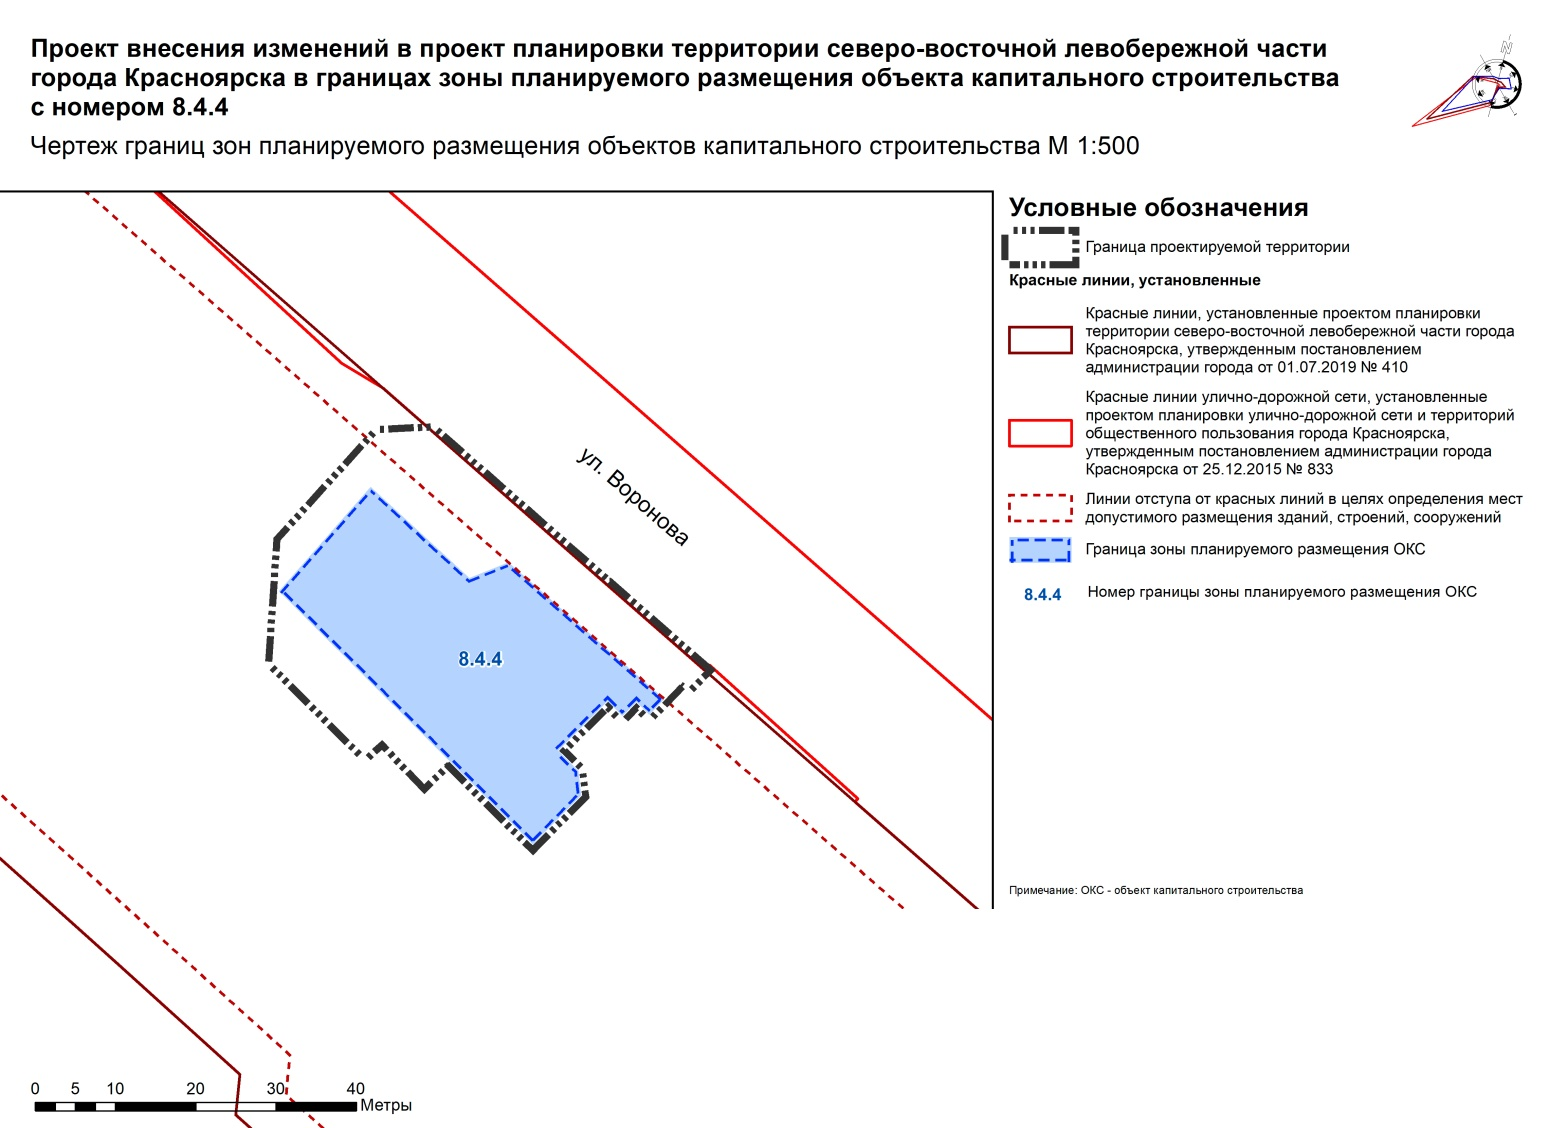 Проект внесения изменений в проект планировки территории северо-восточной левобережной части
города Красноярска в границах зоны планируемого размещения объекта капитального строительства
с номером 8.4.4
Чертеж границ зон планируемого размещения объектов капитального строительства М 1:500
N
Условные обозначения
Граница проектируемой территории
Красные линии, установленные
Красные линии, установленные проектом планировки
территории северо-восточной левобережной части города
Красноярска, утвержденным постановлением
администрации города от 01.07.2019 № 410
Красные линии улично-дорожной сети, установленные
проектом планировки улично-дорожной сети и территорий
общественного пользования города Красноярска,
утвержденным постановлением администрации города
Красноярска от 25.12.2015 № 833
Линии отступа от красных линий в целях определения мест
допустимого размещения зданий, строений, сооружений
Граница зоны планируемого размещения ОКС
8.4.4 Номер границы зоны планируемого размещения ОКС
ул. Воронова
8.4.4
Примечание: ОКС - объект капитального строительства
0 5 10 20 30 40
Метры